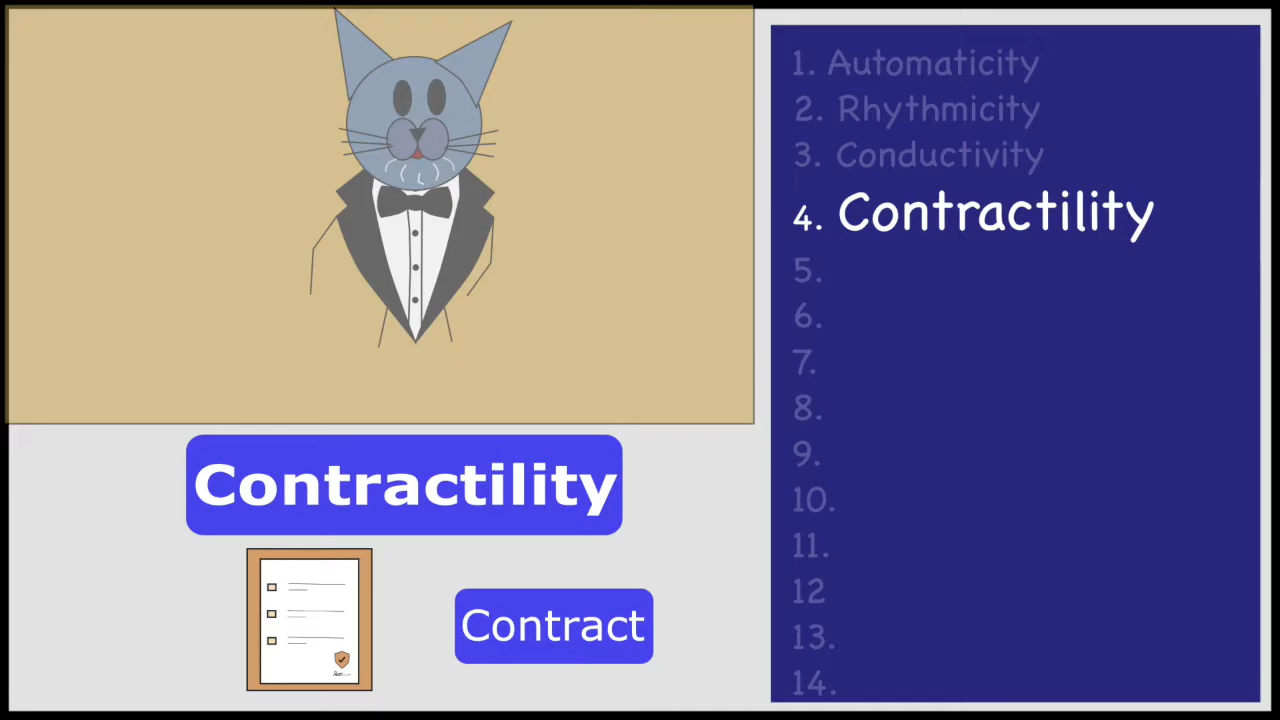 1. Automaticity
2. Rhythmicity
3. Conductivity
4. Contractility
5.
6.
7.
8.
9.
10.
11.
12
13.
14.
Contractility
Contract